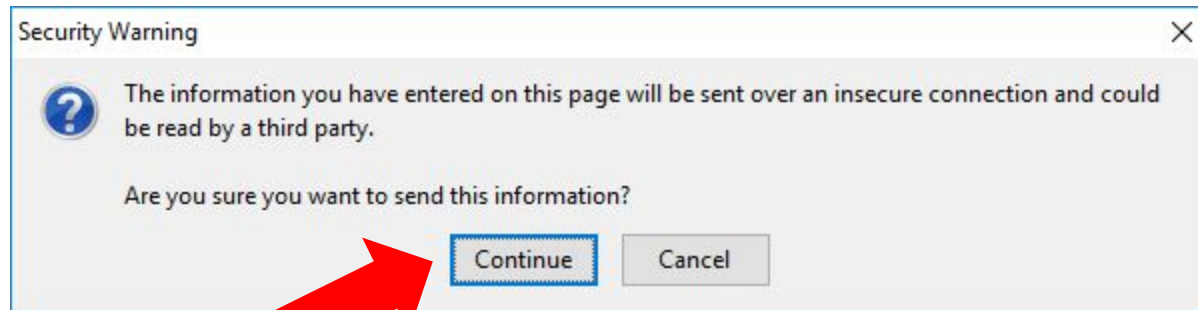 Security Warning
The information you have entered on this page will be sent over an insecure connection and could
be read by a third party.
Are you sure you want to send this information?
Continue
Cancel